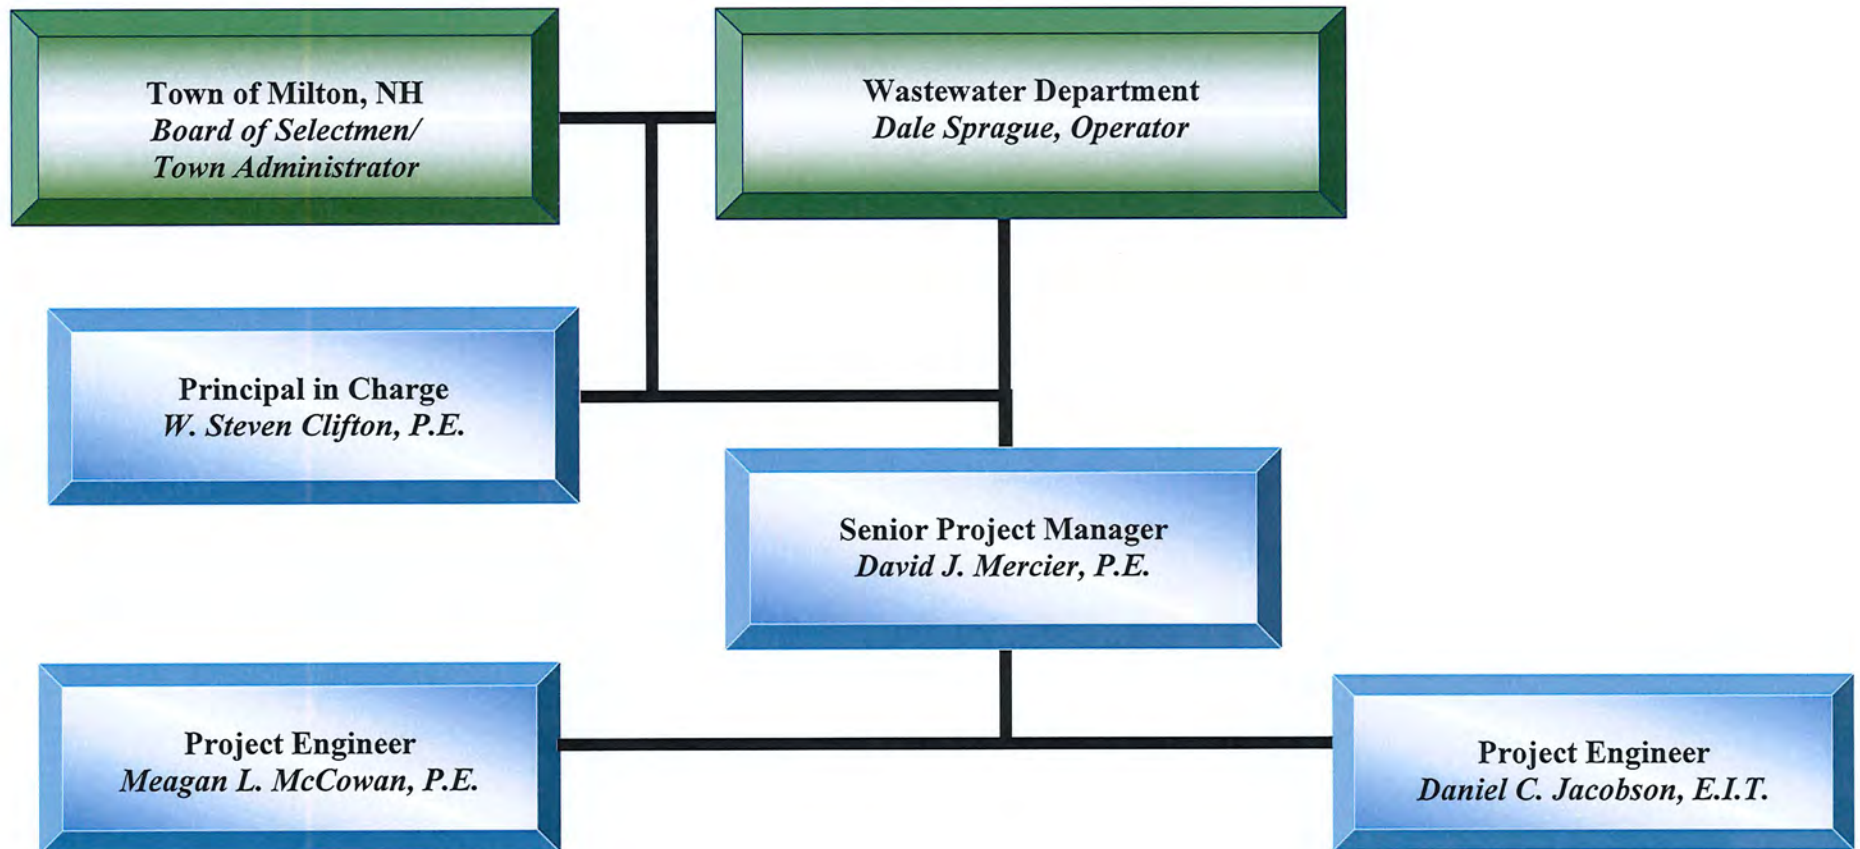 Town of Milton, NH
Board of Selectmen/
Town Administrator
Wastewater Department
Dale Sprague, Operator
Principal in Charge
W. Steven Clifton, P.E.
Senior Project Manager
David J. Mercier, P.E.
Project Engineer
Meagan L. McCowan, P.E.
Project Engineer
Daniel C. Jacobson, E.I.T.